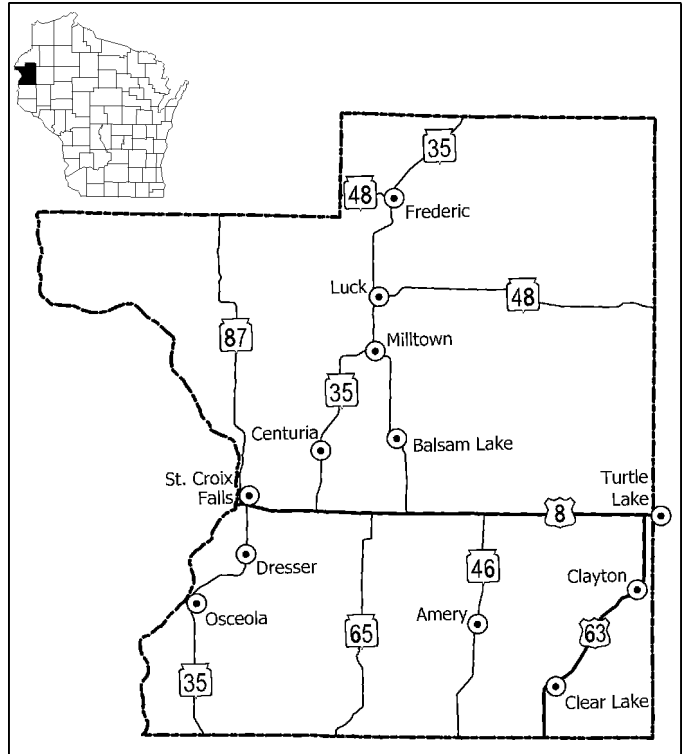 35
48
Frederic
Luck
48
87
Milltown
35
Centuria
Balsam Lake
St. Croix
Falls
Turtle
Lake
8
Dresser
46
Clayton
Osceola
Amery
65
63
35
Clear Lake